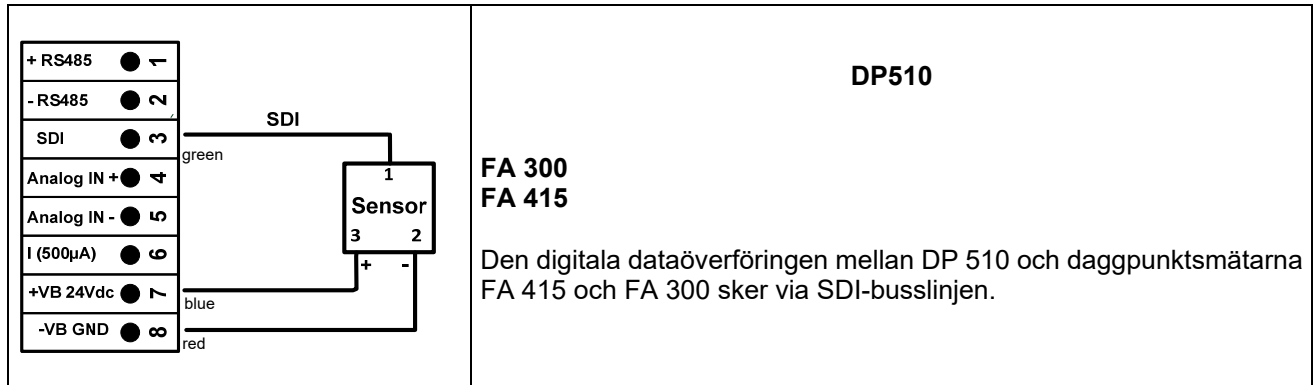 + RS485 1
- RS485 2
SDI 3
Analog IN + 4
Analog IN - 5
I (500µA) 6
+VB 24Vdc 7
-VB GND 8
SDI
green
blue
red
1
Sensor
3 2
+ -
DP510
FA 300
FA 415
Den digitala dataöverföringen mellan DP 510 och daggpunktsmätarna
FA 415 och FA 300 sker via SDI-busslinjen.